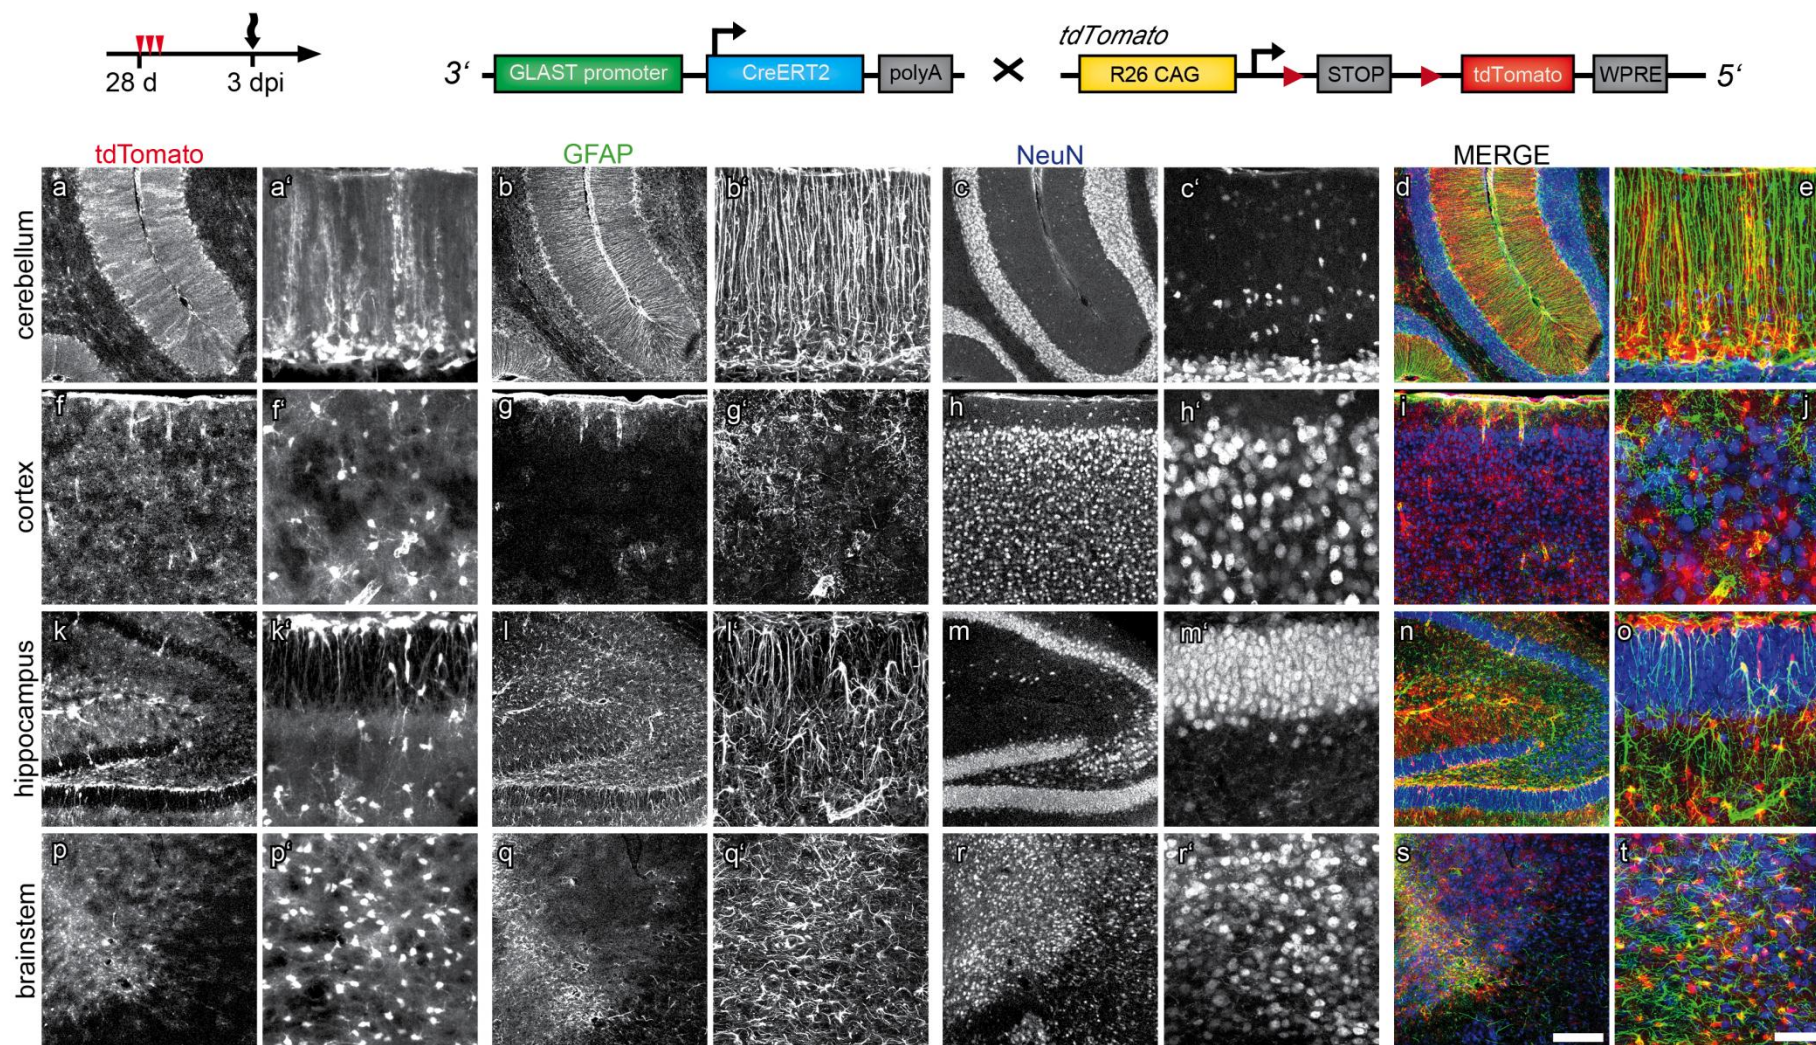 tdTomato
3‘ GLAST promoter CreERT2 polyA R26 CAG STOP tdTomato WPRE 5‘
28 d 3 dpi
tdTomato GFAP NeuN MERGE
cerebellum
a a‘ b b‘ c c‘ d e
cortex
f f‘ g g‘ h h‘ i j
hippocampus
k k‘ l l‘ m m‘ n o
brainstem
p p‘ q q‘ r r‘ s t